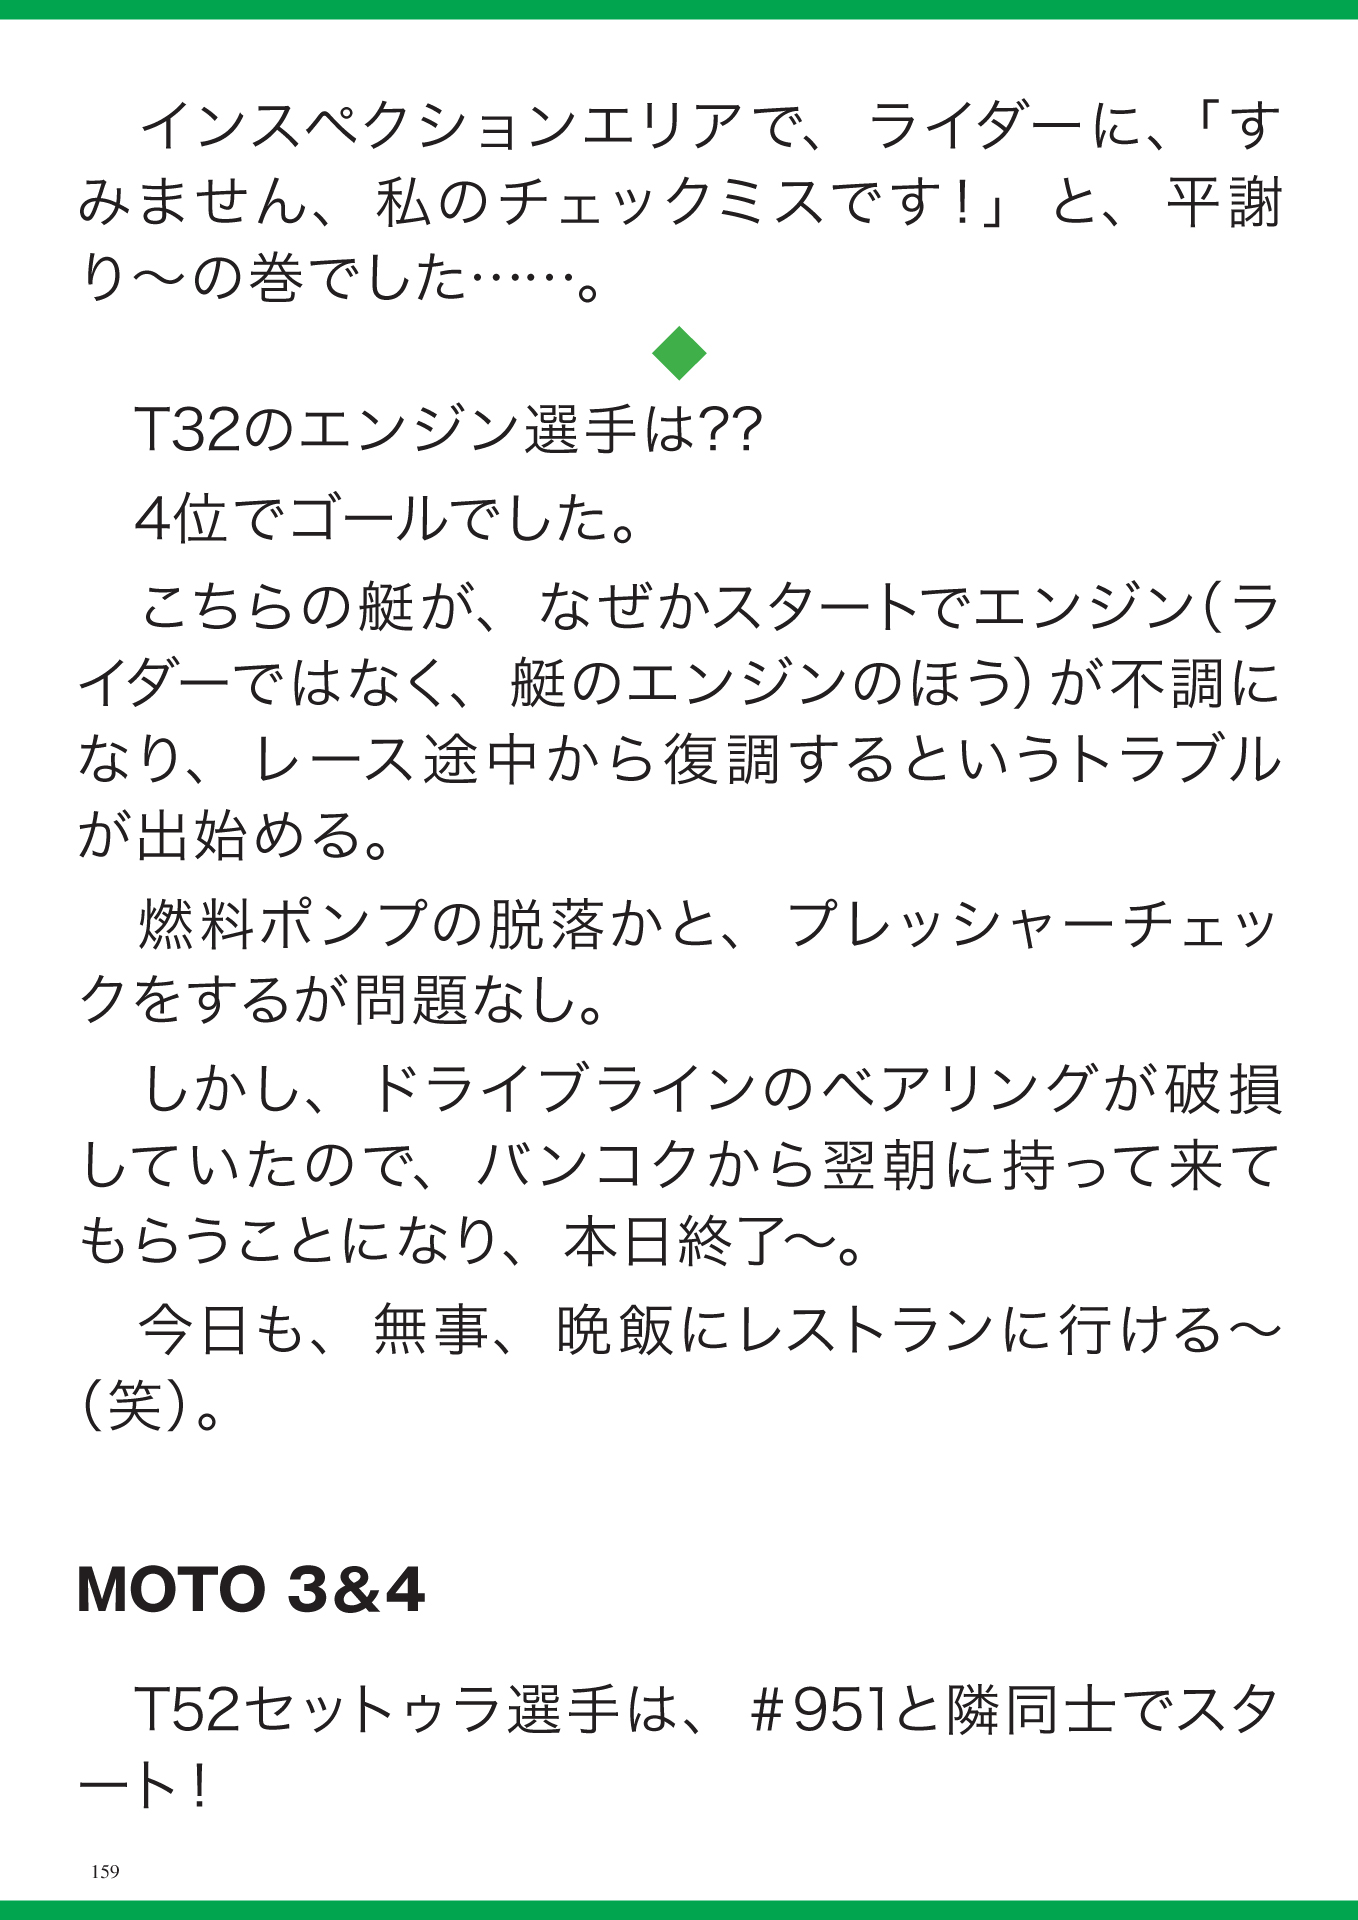 インスペクションエリアで、ライダーに、「す
みません、私のチェックミスです！」と、平謝
り～の巻でした……。
◆
T32のエンジン選手は??
4位でゴールでした。
こちらの艇が、なぜかスタートでエンジン（ラ
イダーではなく、艇のエンジンのほう）が不調に
なり、レース途中から復調するというトラブル
が出始める。
燃料ポンプの脱落かと、プレッシャーチェッ
クをするが問題なし。
しかし、ドライブラインのベアリングが破損
していたので、バンコクから翌朝に持って来て
もらうことになり、本日終了～。
今日も、無事、晩飯にレストランに行ける～
（笑）。
MOTO 3&4
T52セットゥラ選手は、＃951と隣同士でスタ
ート！
159